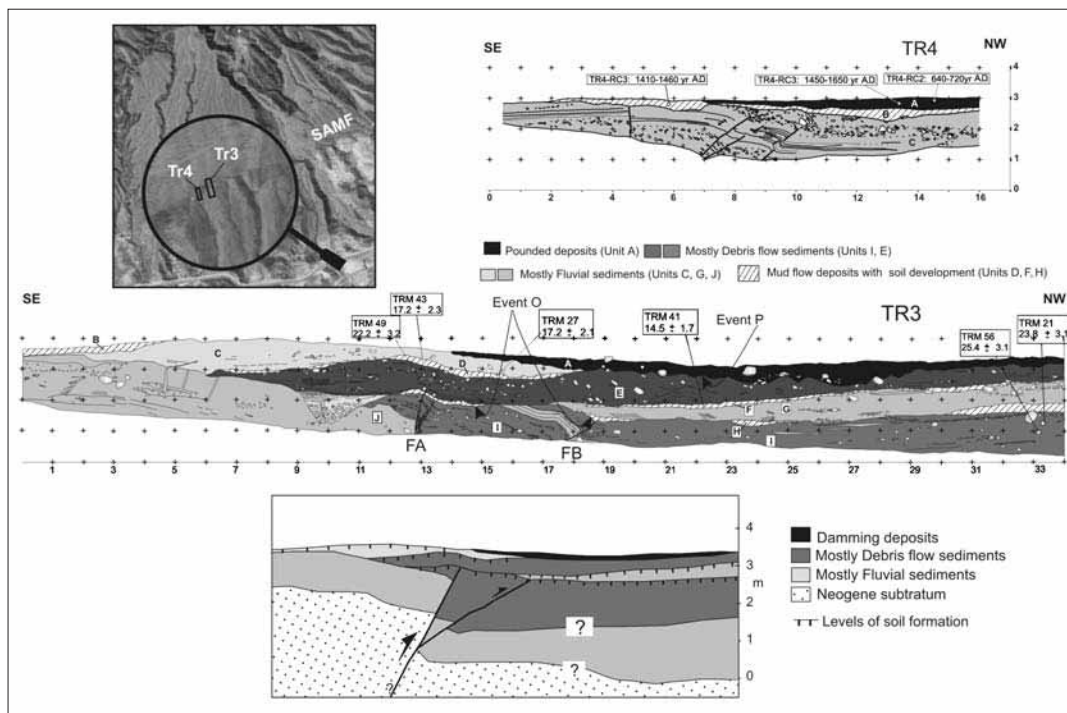 SE
TR4
NW
TR4-RC3: 1410-1460 yr A.D
TR4-RC3: 1450-1650 yr A.D
TR4-RC2: 640-720yr A.D
A
B
C
4
3
2
1
0
0 2 4 6 8 10 12 14 16
SAMF
Tr4
Tr3
Pounded deposits (Unit A)
Mostly Debris flow sediments (Units I, E)
Mostly Fluvial sediments (Units C, G, J)
Mud flow deposits with soil development (Units D, F, H)
SE
TR3
NW
TRM 49
22.2 ± 3.2
TRM 43
17.2 ± 2.3
Event O
TRM 27
17.2 ± 2.1
TRM 41
14.5 ± 1.7
Event P
TRM 56
25.4 ± 3.1
TRM 21
23.8 ± 3.1
B
C
D
A
E
F
G
J
I
H
I
FA
FB
1 3 5 7 9 11 13 15 17 19 21 23 25 27 29 31 33
4
3
m
2
1
0
?
?
?
Damming deposits
Mostly Debris flow sediments
Mostly Fluvial sediments
Neogene subtratum
Levels of soil formation